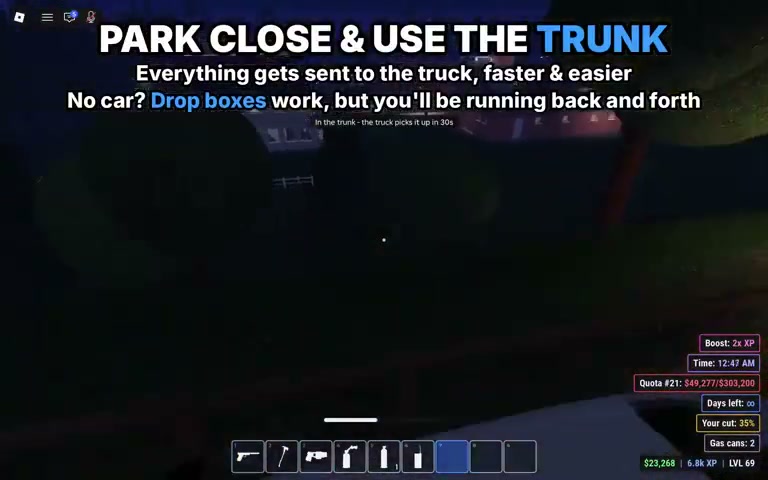 PARK CLOSE & USE THE TRUNK
Everything gets sent to the truck, faster & easier
No car? Drop boxes work, but you'll be running back and forth
In the trunk - the truck picks it up in 30s
Boost: 2x XP
Time: 12:47 AM
Quota #21: $49,277/$303,200
Days left: ∞
Your cut: 35%
Gas cans: 2
$23,268 | 6.8k XP | LVL 69